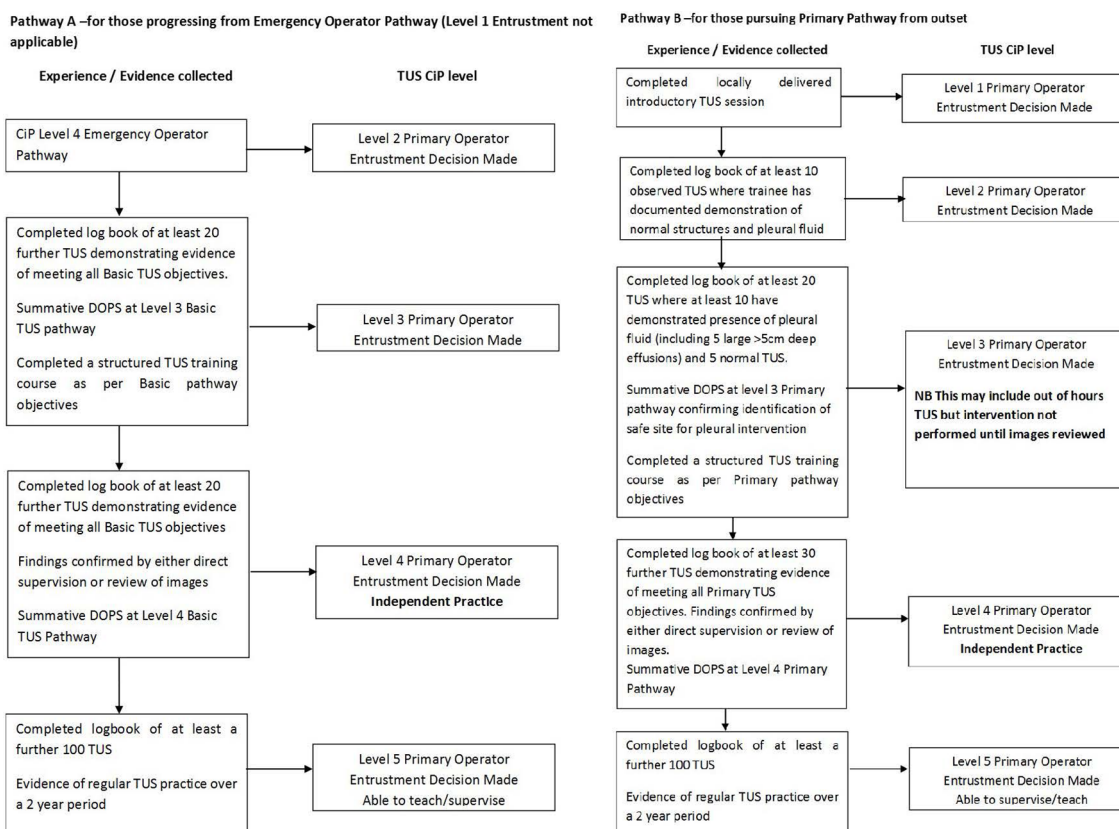 Pathway A –for those progressing from Emergency Operator Pathway (Level 1 Entrustment not
applicable)
Experience / Evidence collected
TUS CiP level
CiP Level 4 Emergency Operator
Pathway
Level 2 Primary Operator
Entrustment Decision Made
Completed log book of at least 20
further TUS demonstrating evidence
of meeting all Basic TUS objectives.
Summative DOPS at Level 3 Basic
TUS pathway
Completed a structured TUS training
course as per Basic pathway
objectives
Level 3 Primary Operator
Entrustment Decision Made
Completed log book of at least 20
further TUS demonstrating evidence
of meeting all Basic TUS objectives
Findings confirmed by either direct
supervision or review of images
Summative DOPS at Level 4 Basic
TUS Pathway
Level 4 Primary Operator
Entrustment Decision Made
Independent Practice
Completed logbook of at least a
further 100 TUS
Evidence of regular TUS practice over
a 2 year period
Level 5 Primary Operator
Entrustment Decision Made
Able to teach/supervise
Pathway B –for those pursuing Primary Pathway from outset
Experience / Evidence collected
TUS CiP level
Completed locally delivered
introductory TUS session
Level 1 Primary Operator
Entrustment Decision Made
Completed log book of at least 10
observed TUS where trainee has
documented demonstration of
normal structures and pleural fluid
Level 2 Primary Operator
Entrustment Decision Made
Completed log book of at least 20
TUS where at least 10 have
demonstrated presence of pleural
fluid (including 5 large >5cm deep
effusions) and 5 normal TUS.
Summative DOPS at level 3 Primary
pathway confirming identification of
safe site for pleural intervention
Completed a structured TUS training
course as per Primary pathway
objectives
Level 3 Primary Operator
Entrustment Decision Made
NB This may include out of hours
TUS but intervention not
performed until images reviewed
Completed log book of at least 30
further TUS demonstrating evidence
of meeting all Primary TUS
objectives. Findings confirmed by
either direct supervision or review of
images.
Summative DOPS at Level 4 Primary
Pathway
Level 4 Primary Operator
Entrustment Decision Made
Independent Practice
Completed logbook of at least a
further 100 TUS
Evidence of regular TUS practice over
a 2 year period
Level 5 Primary Operator
Entrustment Decision Made
Able to supervise/teach